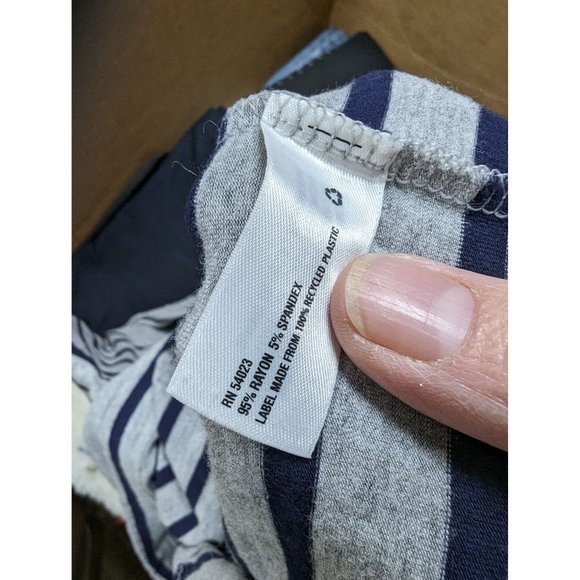 RN 54023
95% RAYON 5% SPANDEX
LABEL MADE FROM 100% RECYCLED PLASTIC